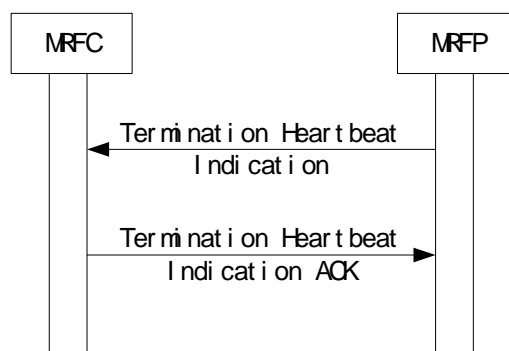 MRFC
MRFP
Termination Heartbeat
Indication
Termination Heartbeat
Indication ACK